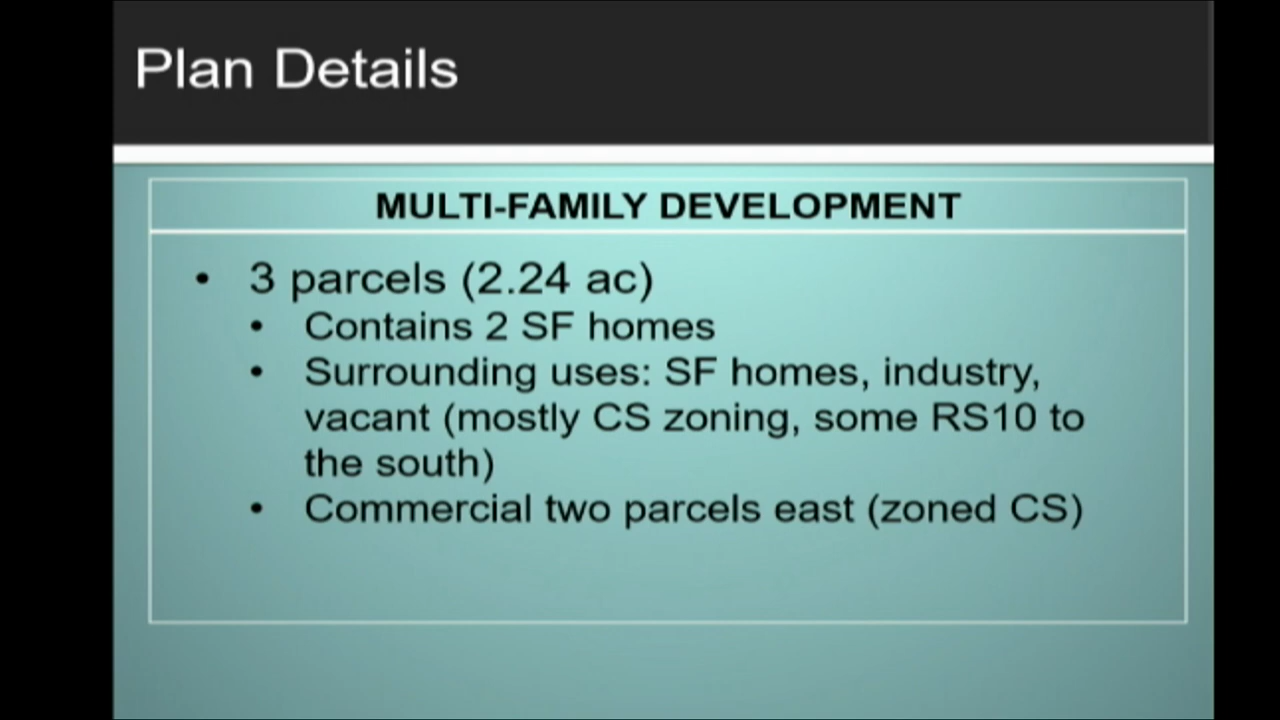 Plan Details
MULTI-FAMILY DEVELOPMENT
• 3 parcels (2.24 ac)
• Contains 2 SF homes
• Surrounding uses: SF homes, industry,
vacant (mostly CS zoning, some RS10 to
the south)
• Commercial two parcels east (zoned CS)